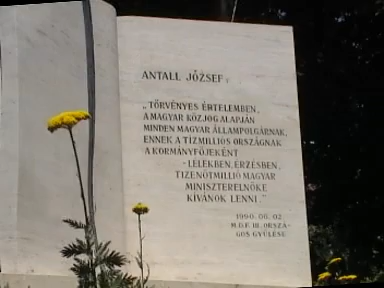 ANTALL JÓZSEF:
„TÖRVÉNYES ÉRTELEMBEN,
A MAGYAR KÖZJOG ALAPJÁN
MINDEN MAGYAR ÁLLAMPOLGÁRNAK,
ENNEK A TÍZMILLIÓS ORSZÁGNAK
A KORMÁNYFŐJEKÉNT
-LÉLEKBEN, ÉRZÉSBEN,
TIZENÖTMILLIÓ MAGYAR
MINISZTERELNÖKE
KÍVÁNOK LENNI."
1990. 06. 02.
M.D.F. III. ORSZÁ-
GOS GYŰLÉSE